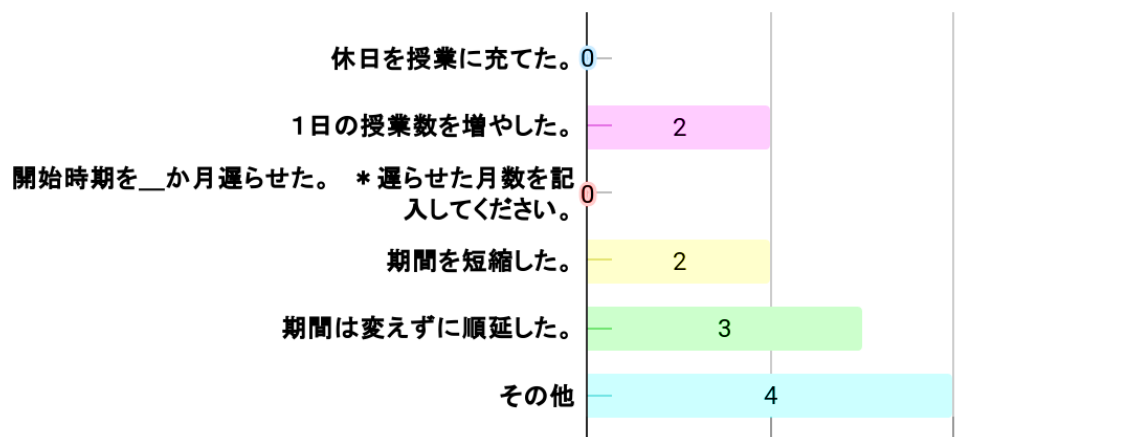 休日を授業に充てた。 0
1日の授業数を増やした。 2
開始時期を__か月遅らせた。　＊遅らせた月数を記
入してください。 0
期間を短縮した。 2
期間は変えずに順延した。 3
その他 4